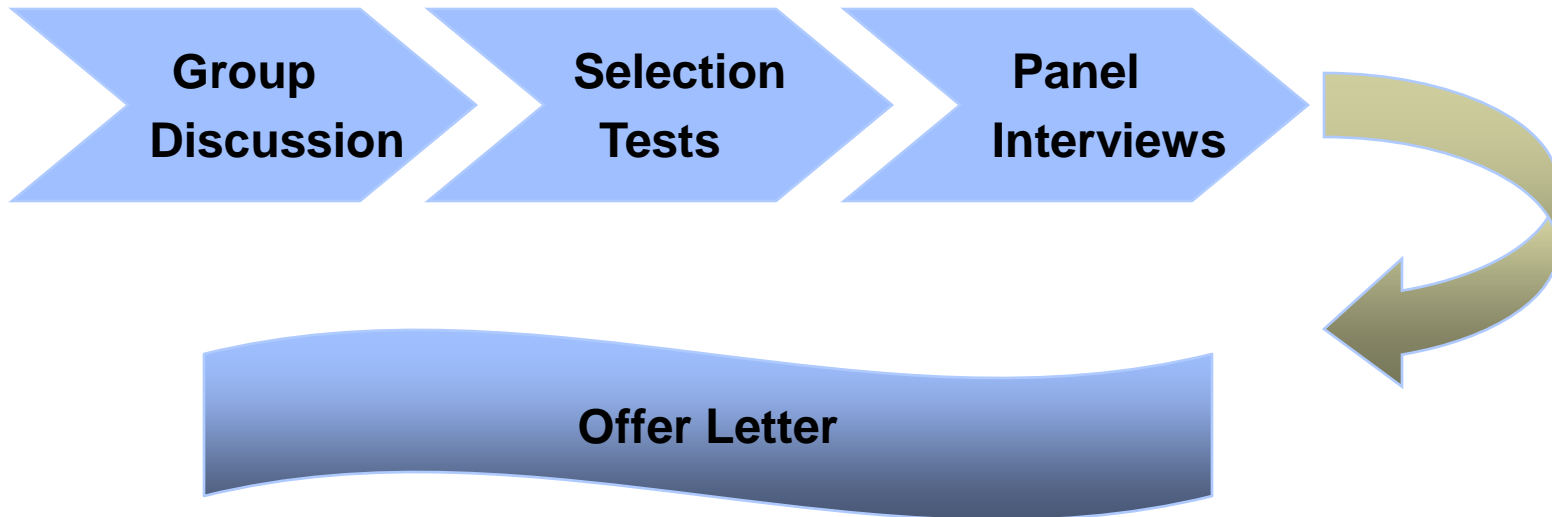 Group
Discussion
Selection
Tests
Panel
Interviews
Offer Letter